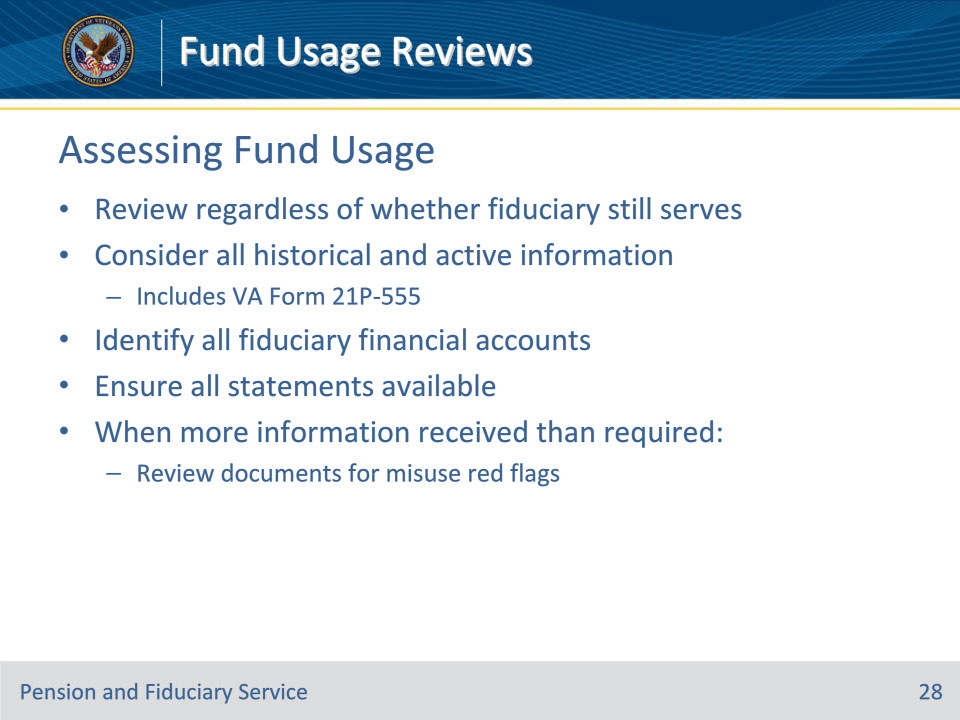 Fund Usage Reviews
Assessing Fund Usage
• Review regardless of whether fiduciary still serves
• Consider all historical and active information
– Includes VA Form 21P-555
• Identify all fiduciary financial accounts
• Ensure all statements available
• When more information received than required:
– Review documents for misuse red flags
Pension and Fiduciary Service
28